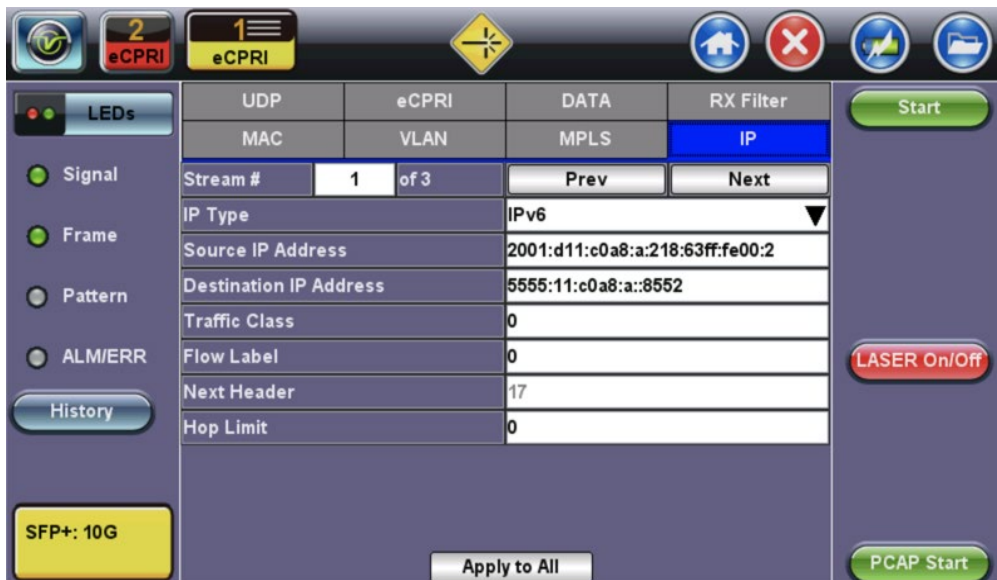 2
eCPRI
1
eCPRI
LEDs
Signal
Frame
Pattern
ALM/ERR
History
SFP+: 10G
UDP eCPRI DATA RX Filter
MAC VLAN MPLS IP
Stream # 1 of 3 Prev Next
IP Type IPv6
Source IP Address 2001:d11:c0a8:a:218:63ff:fe00:2
Destination IP Address 5555:11:c0a8:a::8552
Traffic Class 0
Flow Label 0
Next Header 17
Hop Limit 0
Apply to All
Start
LASER On/Off
PCAP Start